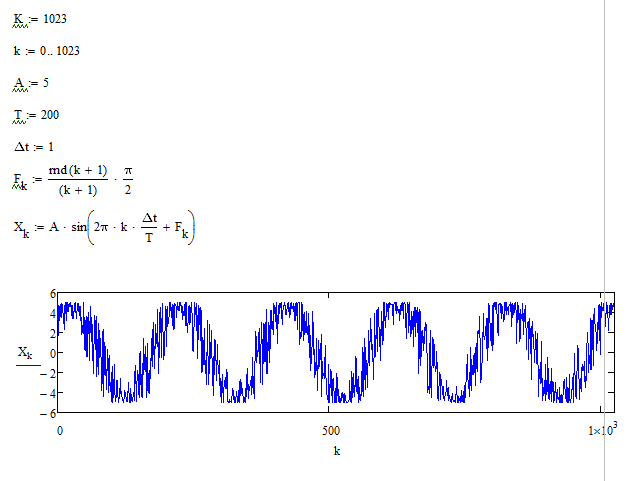 K := 1023
k := 0 .. 1023
A := 5
T := 200
Δt := 1
F_k := rnd(k + 1) / (k + 1) · π / 2
X_k := A · sin(2π · k · Δt / T + F_k)
6
4
2
0
−2
−4
−6
X_k
0 500 1×10³
k